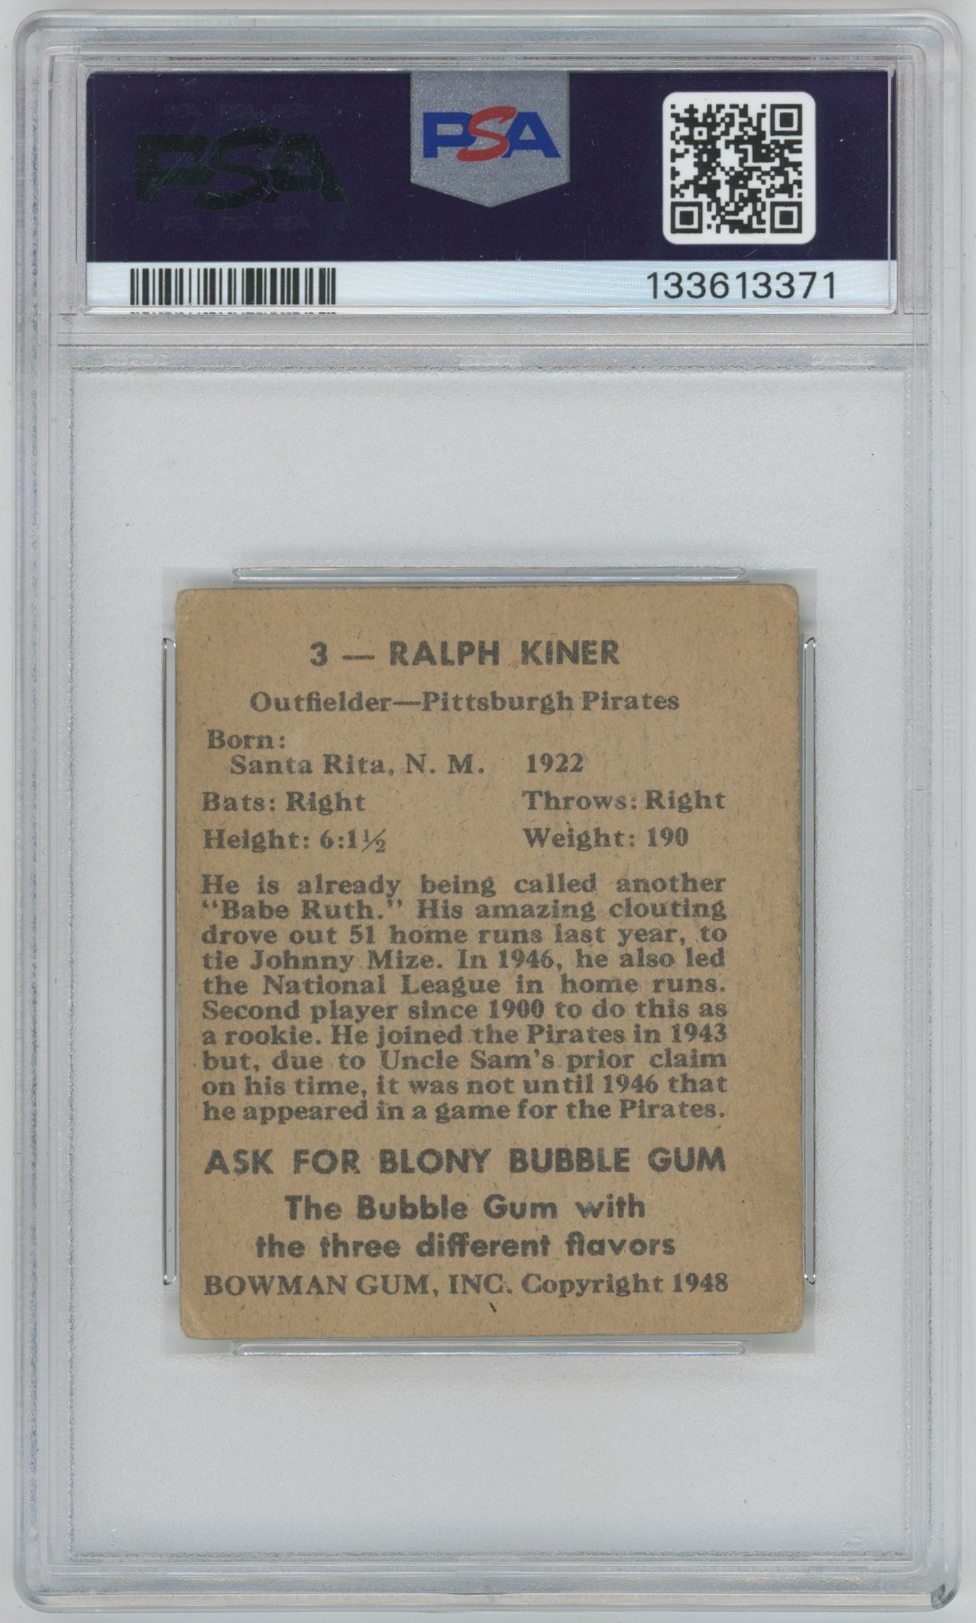 PSA
PSA
133613371
3 — RALPH KINER
Outfielder—Pittsburgh Pirates
Born:
Santa Rita, N. M. 1922
Bats: Right Throws: Right
Height: 6:1½ Weight: 190
He is already being called another
"Babe Ruth." His amazing clouting
drove out 51 home runs last year, to
tie Johnny Mize. In 1946, he also led
the National League in home runs.
Second player since 1900 to do this as
a rookie. He joined the Pirates in 1943
but, due to Uncle Sam's prior claim
on his time, it was not until 1946 that
he appeared in a game for the Pirates.
ASK FOR BLONY BUBBLE GUM
The Bubble Gum with
the three different flavors
BOWMAN GUM, INC. Copyright 1948